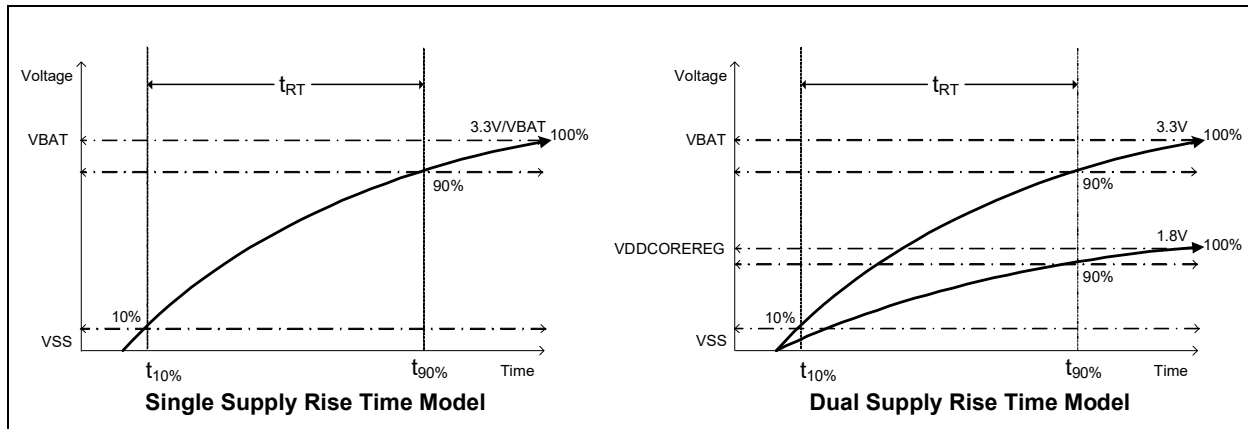 Voltage
tRT
VBAT
3.3V/VBAT
100%
90%
10%
VSS
t10%
t90%
Time
Single Supply Rise Time Model
Voltage
tRT
VBAT
3.3V
100%
90%
VDDCOREREG
1.8V
100%
90%
10%
VSS
t10%
t90%
Time
Dual Supply Rise Time Model